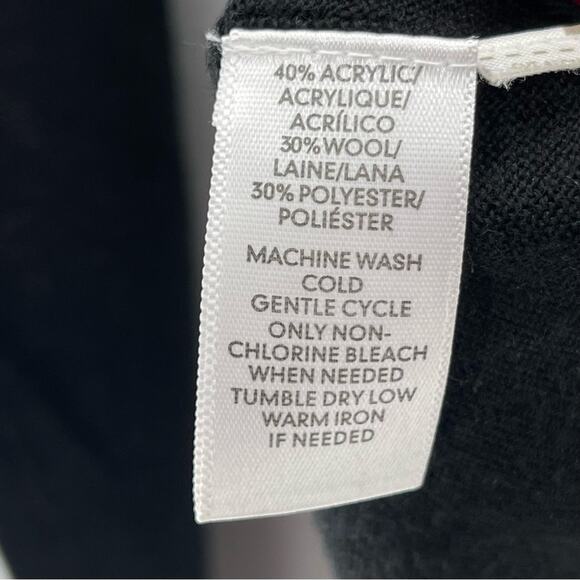 40% ACRYLIC/
ACRYLIQUE/
ACRÍLICO
30%WOOL/
LAINE/LANA
30% POLYESTER/
POLIÉSTER
MACHINE WASH
COLD
GENTLE CYCLE
ONLY NON-
CHLORINE BLEACH
WHEN NEEDED
TUMBLE DRY LOW
WARM IRON
IF NEEDED